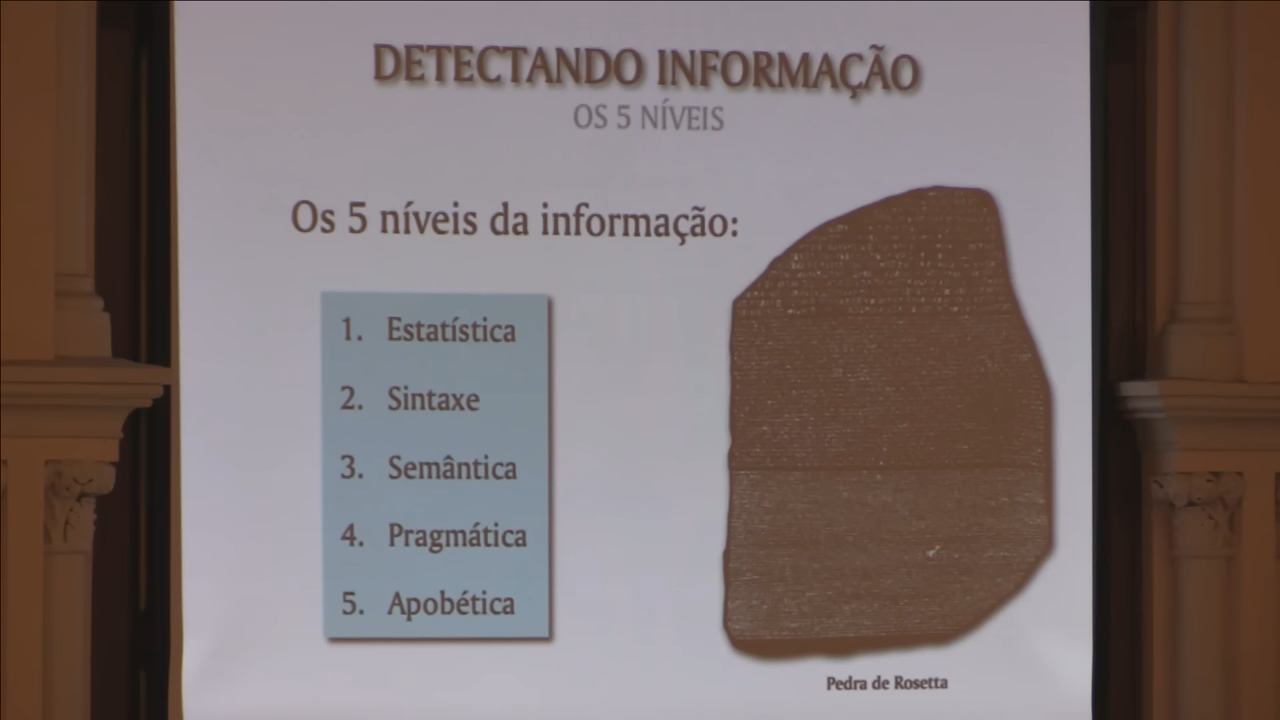 DETECTANDO INFORMAÇÃO
OS 5 NÍVEIS
Os 5 níveis da informação:
1. Estatística
2. Sintaxe
3. Semântica
4. Pragmática
5. Apobética
Pedra de Rosetta